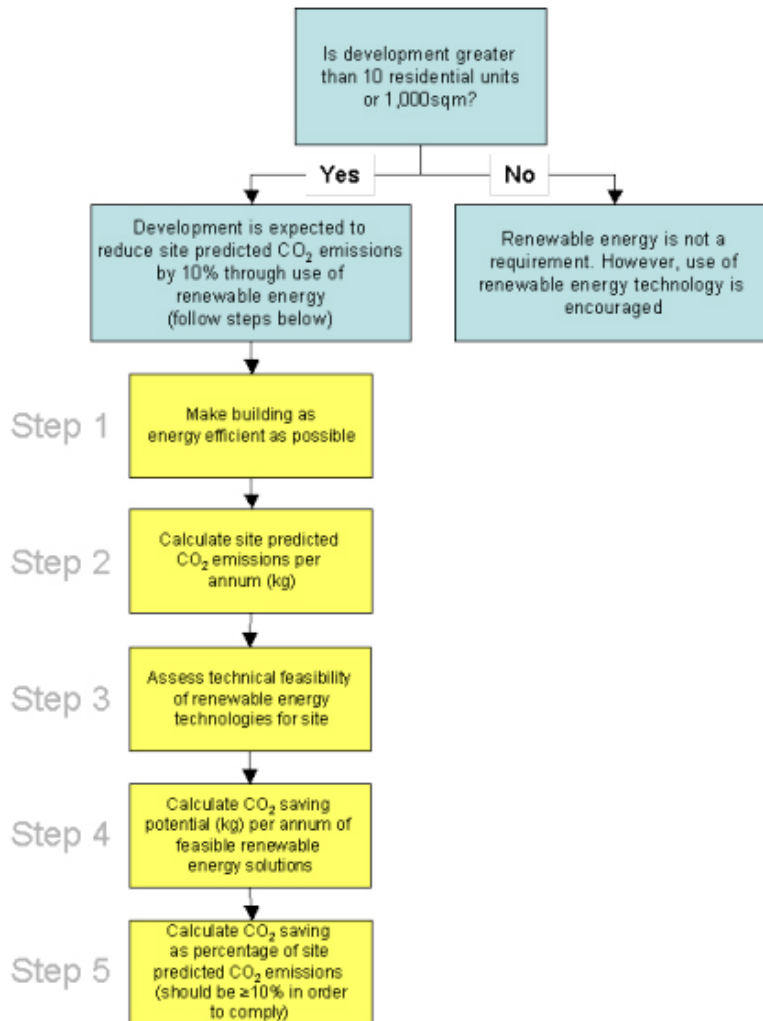 Is development greater
than 10 residential units
or 1,000sqm?
Yes
No
Development is expected to
reduce site predicted CO₂ emissions
by 10% through use of
renewable energy
(follow steps below)
Renewable energy is not a
requirement. However, use of
renewable energy technology is
encouraged
Step 1
Make building as
energy efficient as possible
Step 2
Calculate site predicted
CO₂ emissions per
annum (kg)
Step 3
Assess technical feasibility
of renewable energy
technologies for site
Step 4
Calculate CO₂ saving
potential (kg) per annum of
feasible renewable
energy solutions
Step 5
Calculate CO₂ saving
as percentage of site
predicted CO₂ emissions
(should be ≥10% in order
to comply)